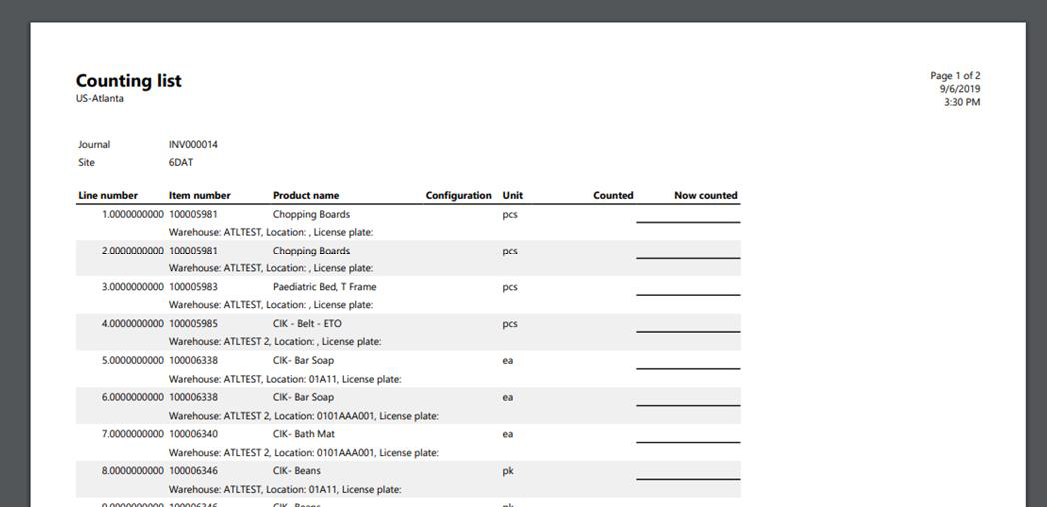 Counting list
US-Atlanta
Page 1 of 2
9/6/2019
3:30 PM
Journal INV000014
Site 6DAT
Line number Item number Product name Configuration Unit Counted Now counted
1.0000000000 100005981 Chopping Boards pcs
Warehouse: ATLTEST, Location: , License plate:
2.0000000000 100005981 Chopping Boards pcs
Warehouse: ATLTEST, Location: , License plate:
3.0000000000 100005983 Paediatric Bed, T Frame pcs
Warehouse: ATLTEST, Location: , License plate:
4.0000000000 100005985 CIK - Belt - ETO pcs
Warehouse: ATLTEST 2, Location: , License plate:
5.0000000000 100006338 CIK- Bar Soap ea
Warehouse: ATLTEST, Location: 01A11, License plate:
6.0000000000 100006338 CIK- Bar Soap ea
Warehouse: ATLTEST 2, Location: 0101AAA001, License plate:
7.0000000000 100006340 CIK- Bath Mat ea
Warehouse: ATLTEST 2, Location: 0101AAA001, License plate:
8.0000000000 100006346 CIK- Beans pk
Warehouse: ATLTEST, Location: 01A11, License plate:
9.0000000000 100006346 CIK- Beans pk